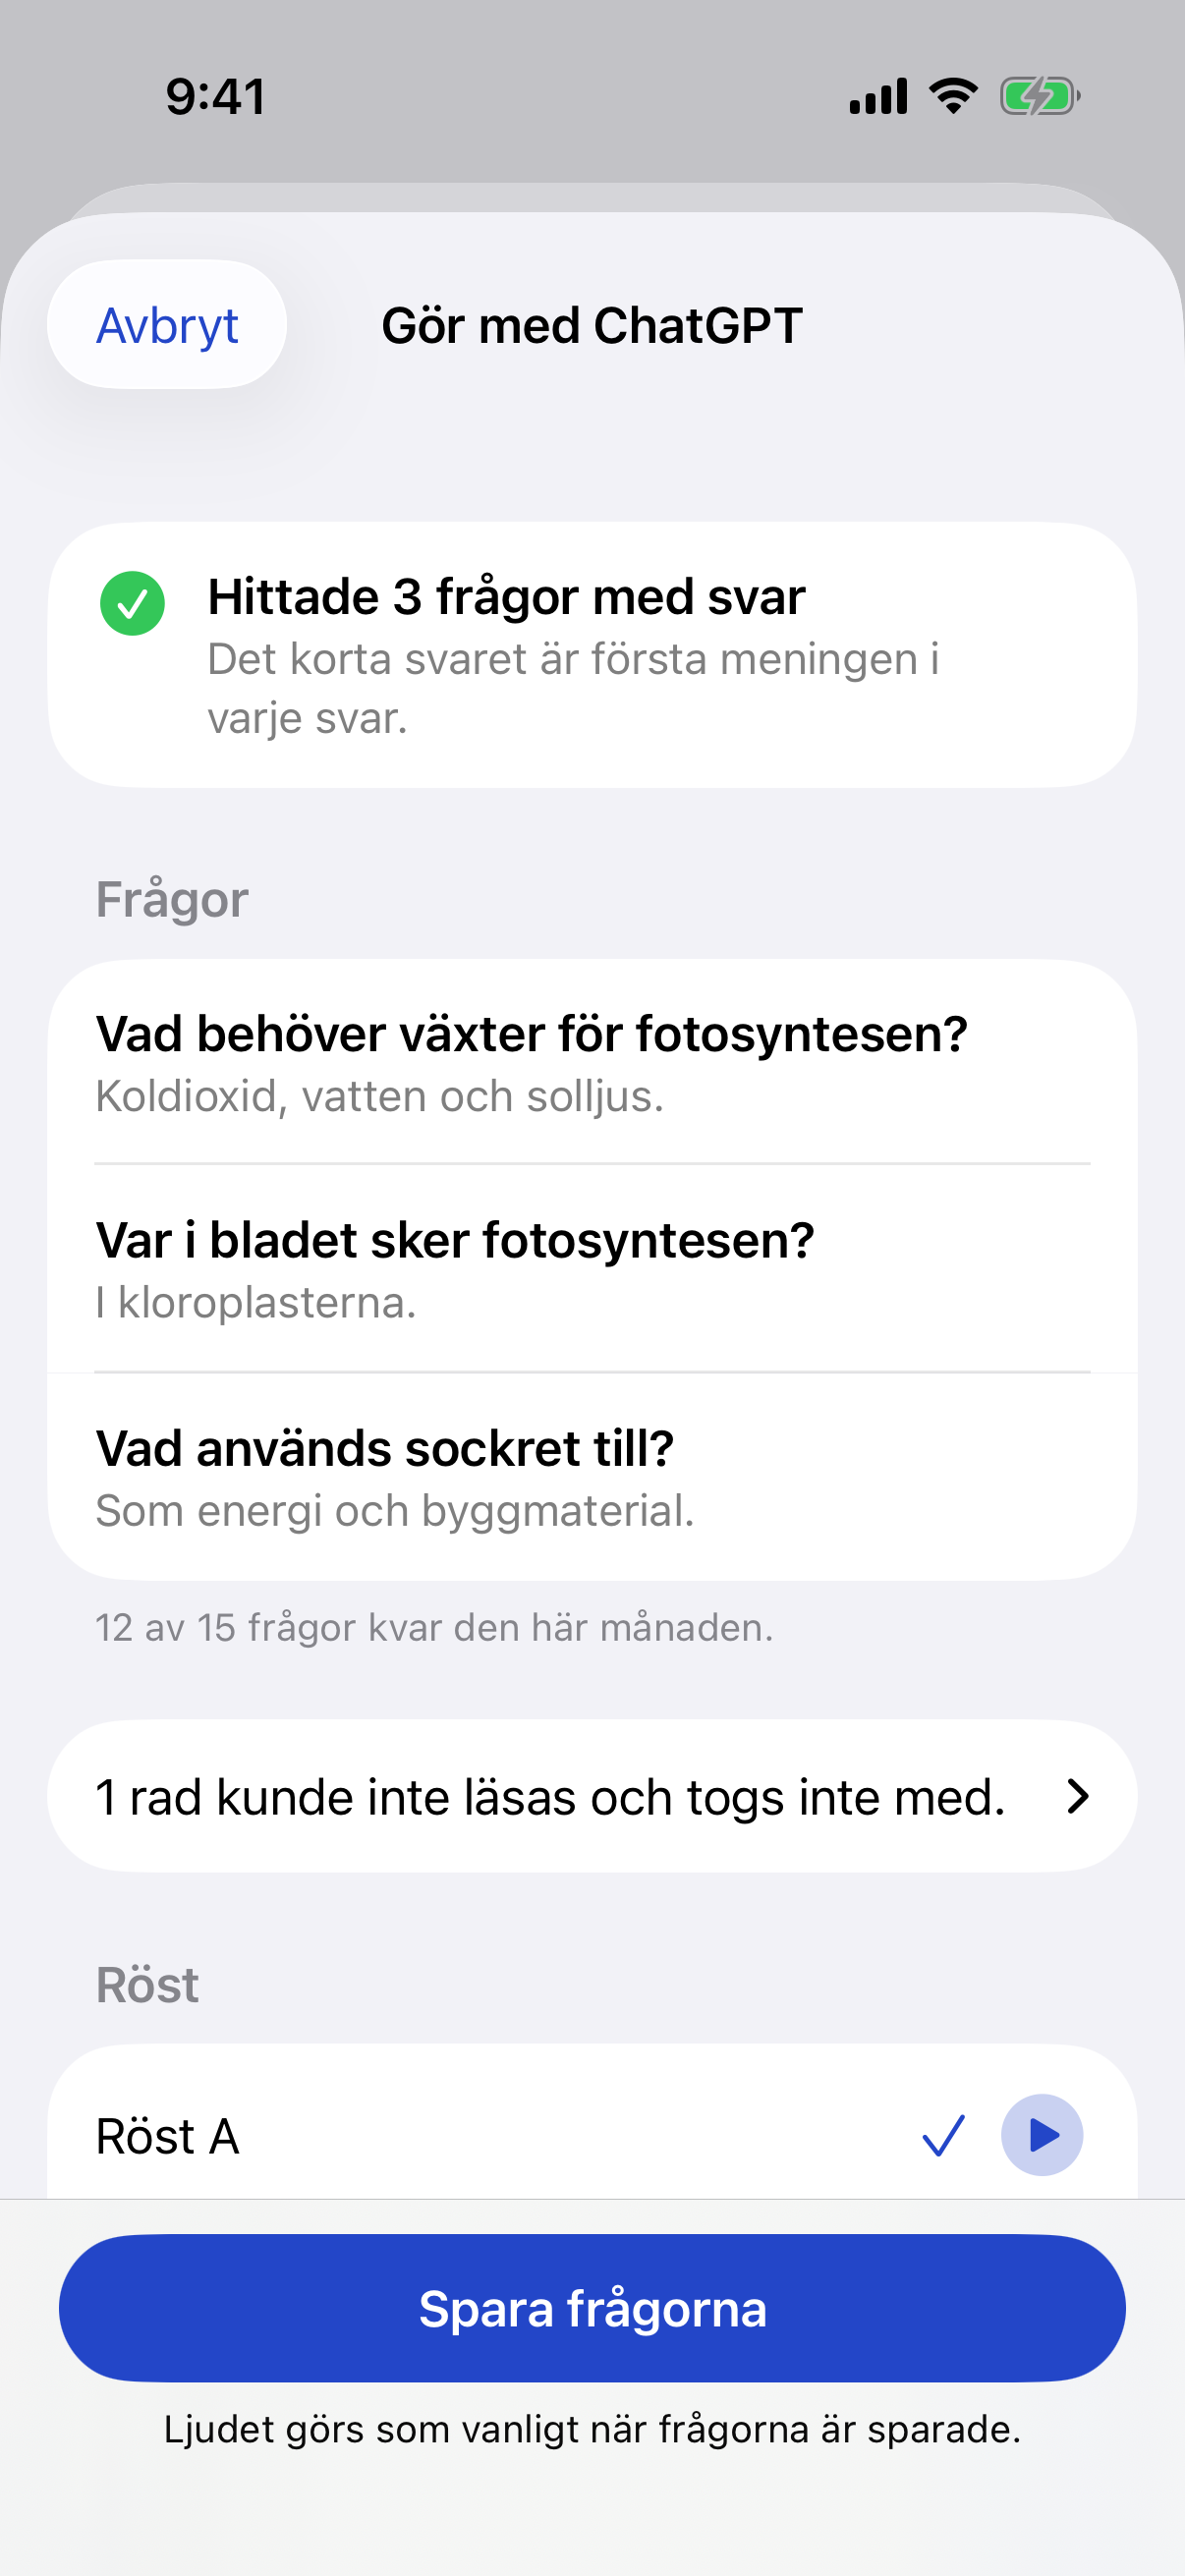 9:41
Avbryt
Gör med ChatGPT
Hittade 3 frågor med svar
Det korta svaret är första meningen i
varje svar.
Frågor
Vad behöver växter för fotosyntesen?
Koldioxid, vatten och solljus.
Var i bladet sker fotosyntesen?
I kloroplasterna.
Vad används sockret till?
Som energi och byggmaterial.
12 av 15 frågor kvar den här månaden.
1 rad kunde inte läsas och togs inte med.
Röst
Röst A
Spara frågorna
Ljudet görs som vanligt när frågorna är sparade.